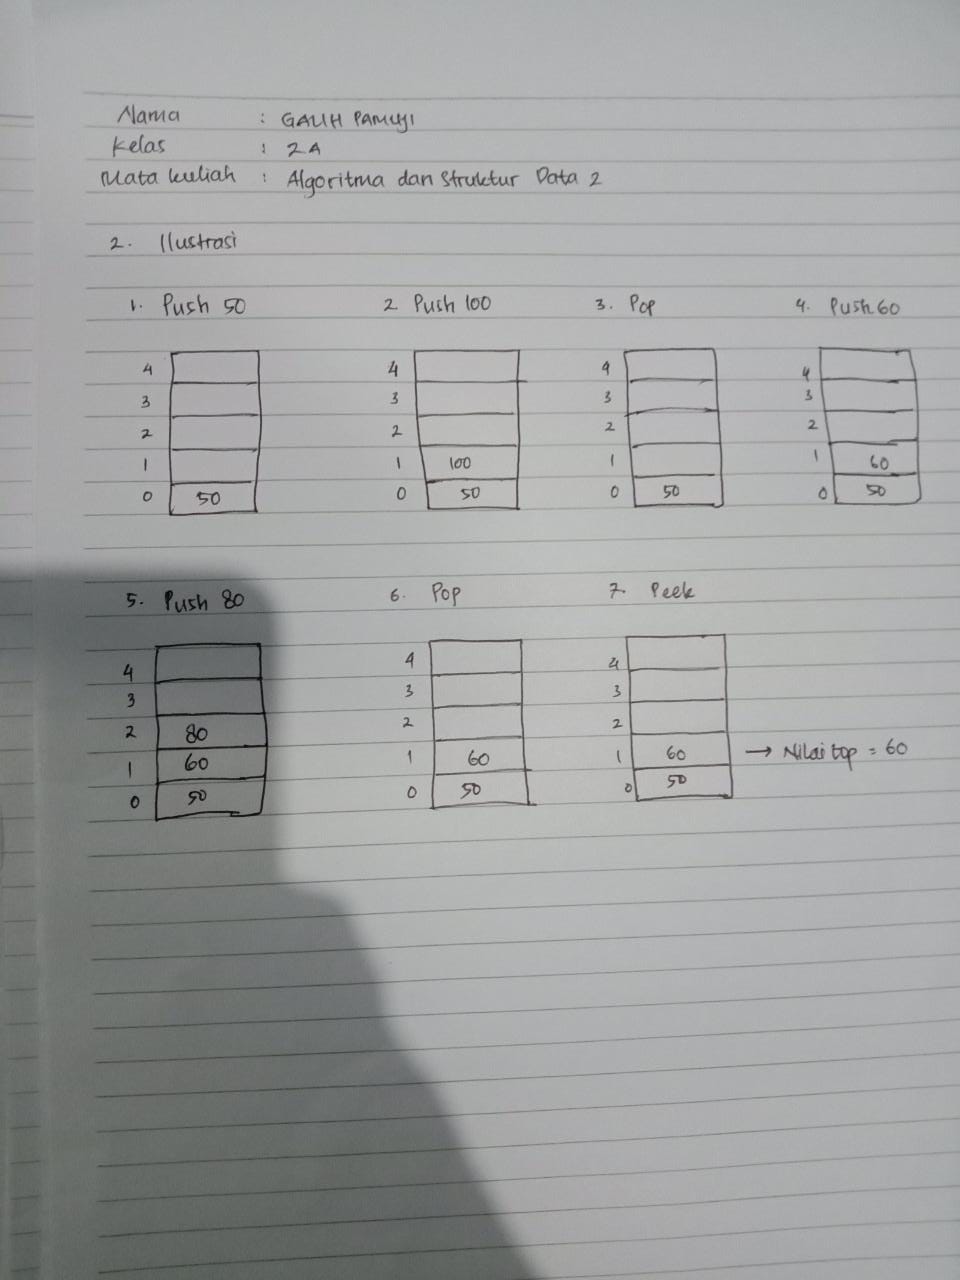 Nama : GALIH PAMUJI
Kelas : 2A
Mata kuliah : Algoritma dan Struktur Data 2
2. Ilustrasi
1. Push 50 2 Push 100 3. Pop 4. Push 60
4 4 4 4
3 3 3 3
2 2 2 2
1 1 100 1 1 60
0 50 0 50 0 50 0 50
5. Push 80 6. Pop 7. Peek
4 4 4
3 3 3
2 80 2 2
1 60 1 60 1 60 → Nilai top = 60
0 50 0 50 0 50